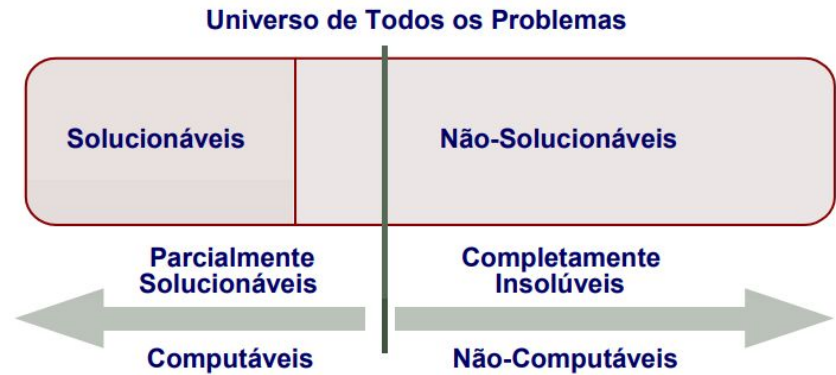 Universo de Todos os Problemas
Solucionáveis
Não-Solucionáveis
Parcialmente
Solucionáveis
Completamente
Insolúveis
Computáveis
Não-Computáveis